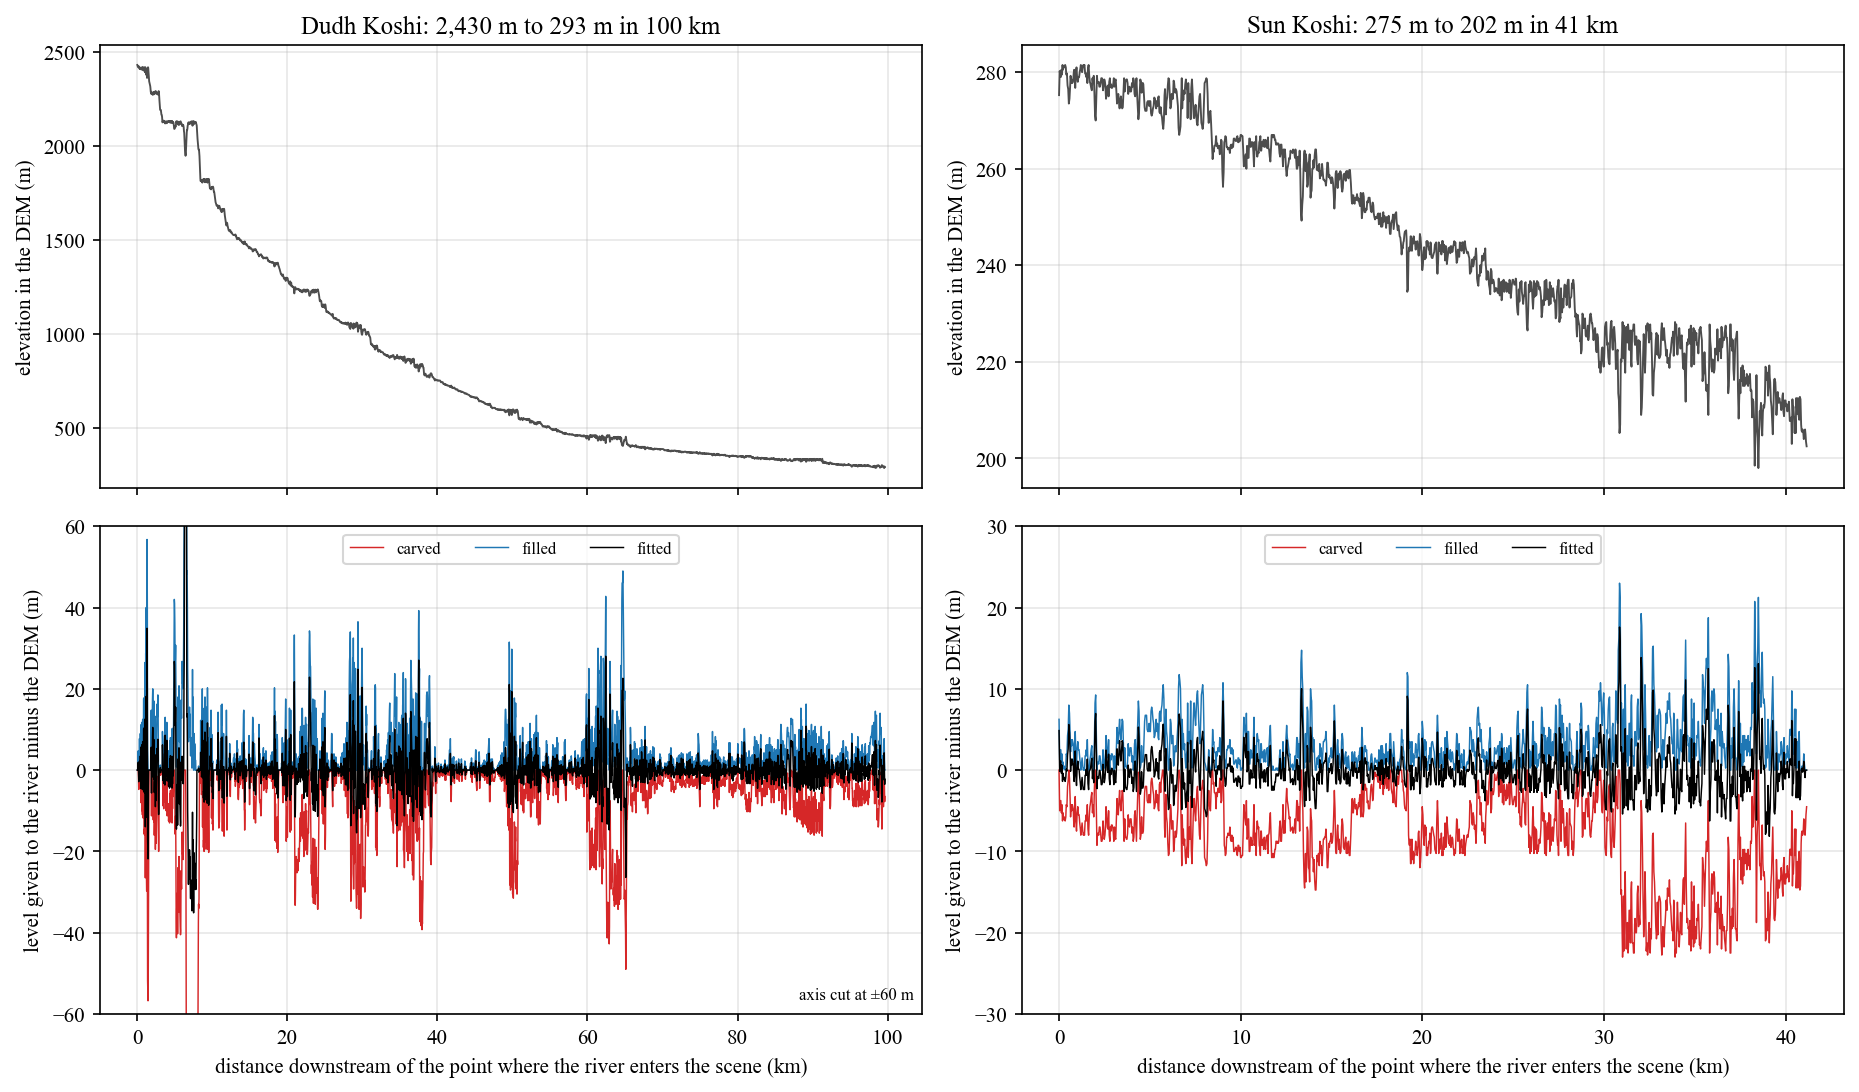 Dudh Koshi: 2,430 m to 293 m in 100 km
2500
2000
1500
1000
500
elevation in the DEM (m)
Sun Koshi: 275 m to 202 m in 41 km
280
260
240
220
200
elevation in the DEM (m)
carved filled fitted
60
40
20
0
−20
−40
−60
level given to the river minus the DEM (m)
axis cut at ±60 m
0 20 40 60 80 100
distance downstream of the point where the river enters the scene (km)
carved filled fitted
30
20
10
0
−10
−20
−30
level given to the river minus the DEM (m)
0 10 20 30 40
distance downstream of the point where the river enters the scene (km)